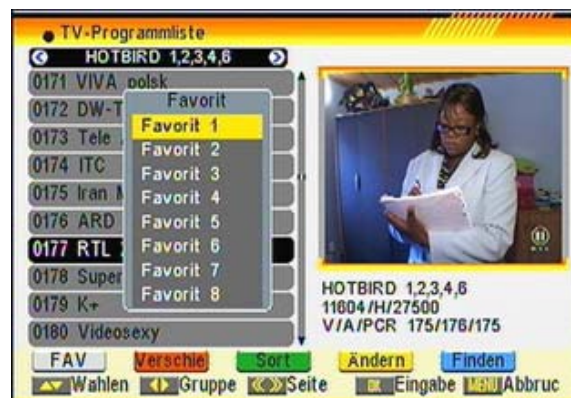 TV-Programmliste
HOTBIRD 1,2,3,4,6
0171 VIVA polsk
0172 DW-T
0173 Tele
0174 ITC
0175 Iran
0176 ARD
0177 RTL
0178 Super
0179 K+
0180 Videosexy
Favorit
Favorit 1
Favorit 2
Favorit 3
Favorit 4
Favorit 5
Favorit 6
Favorit 7
Favorit 8
HOTBIRD 1,2,3,4,6
11604/H/27500
V/A/PCR 175/176/175
FAV Verschie Sort Ändern Finden
Wahlen Gruppe Seite OK Eingabe MENU Abbruc